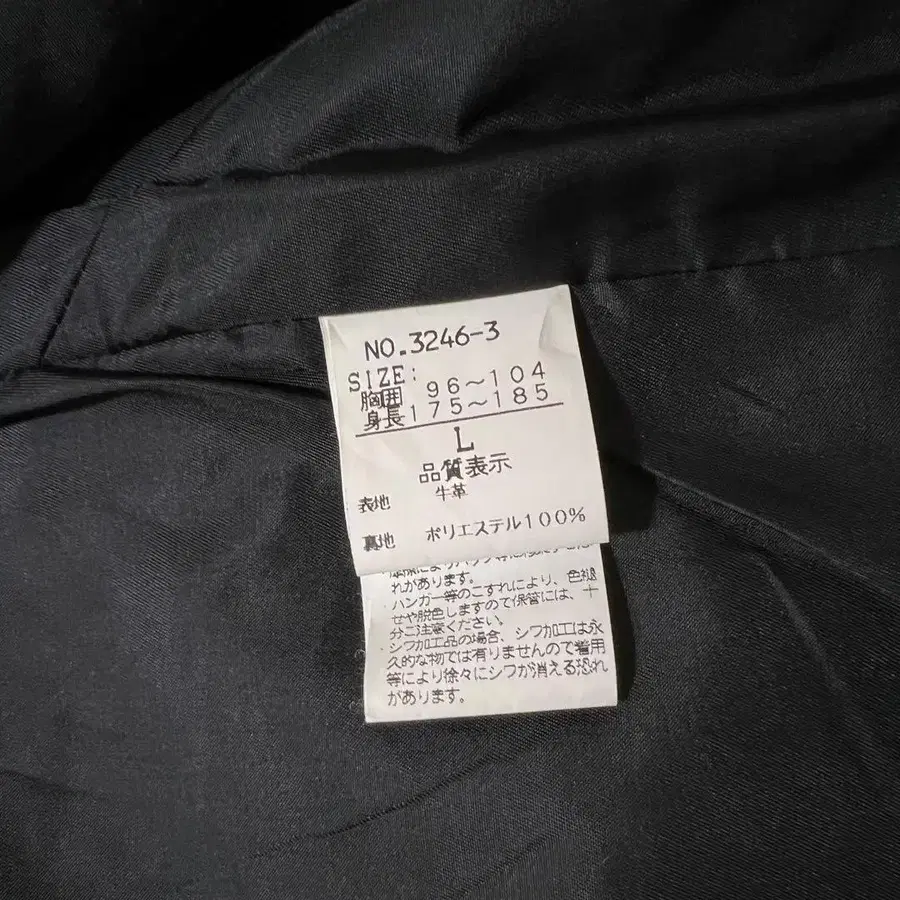 NO.3246-3
SIZE:
胸囲 96～104
身長 175～185
L
品質表示
表地 牛革
裏地 ポリエステル100%
れがあります。
ハンガー等のこすれにより、色褪
せや脱色しますので保管には、十
分ご注意ください。
シワ加工品の場合、シワ加工は永
久的な物では有りませんので着用
等により徐々にシワが消える恐れ
があります。